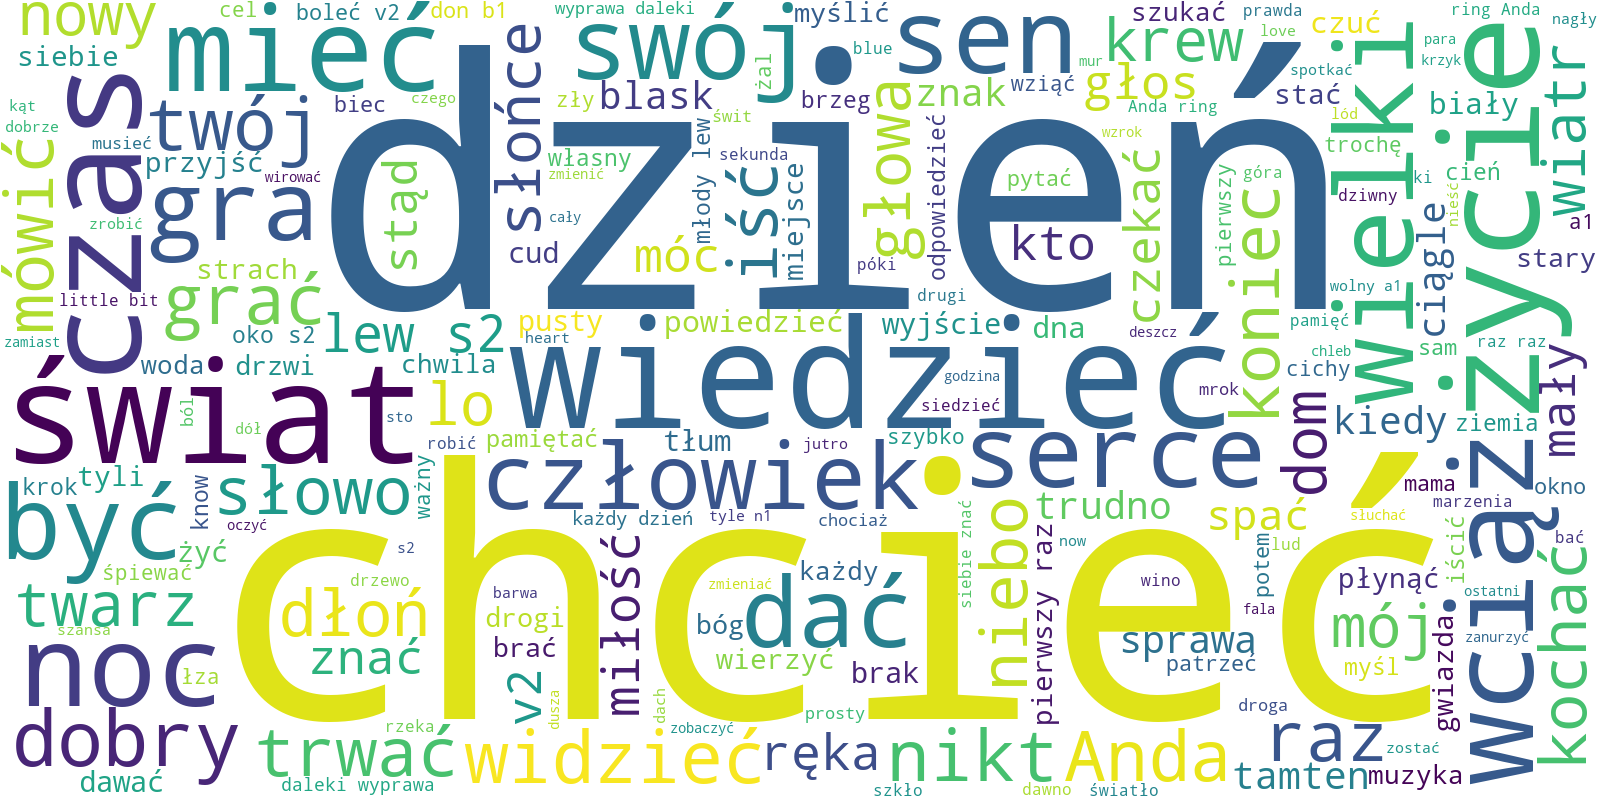 nowy
cel
boleć v2
don b1
wyprawa daleki
myślić
szukać
prawda
czuć
ring Anda
nagły
siebie
mieć
swój
sen
love
krew
wielki
para
krzyk
życie
wiatr
kąt
dobrze
czas
twój
biec
czego
słońce
zły
blask
żal
blue
brzeg
głowa
znak
wziąć
głos
mur
spotkać
stać
biały
Anda ring
lód
trochę
musieć
przyjść
wirować
dzień
świt
własny
zmienić
młody lew
sekunda
odpowiedzieć
wzrok
czekać
pierwszy
góra
pytać
ki
cień
dziwny
nieść
a1
mówić
zrobić
gra
stąd
cały
cud
iść
miejsce
móc
póki
kto
koniec
ciągle
stary
strach
little bit
grać
drugi
wolny a1
zamiast
oko s2
lew s2
pusty
heart
powiedzieć
wyjście
dna
deszcz
pamięć
chleb
sam
raz raz
woda
drzwi
chwila
wiedzieć
godzina
cichy
mały
świat
ból
dół
sto
lo
siedzieć
mrok
dom
kiedy
ziemia
robić
pamiętać
tłum
jutro
szybko
serce
krok
tyli
słowo
know
ważny
człowiek
mama
marzenia
okno
wciąż
być
oczyć
żyć
s2
każdy dzień
tyle n1
chociaż
siebie znać
niebo
trudno
pierwszy raz
now
spać
słuchać
lud
potem
iścić
bać
kochać
śpiewać
chcieć
drzewo
barwa
miłość
zmieniać
każdy
wino
płynąć
ostatni
twarz
szansa
dłoń
drogi
bóg
dać
fala
sprawa
mój
zanurzyć
noc
łza
znać
brać
wierzyć
brak
patrzeć
myśl
v2
dusza
dach
zobaczyć
prosty
droga
gwiazda
dobry
rzeka
trwać
widzieć
ręka
nikt
Anda
raz
zostać
dawać
daleki wyprawa
szkło
dawno
światło
tamten
muzyka